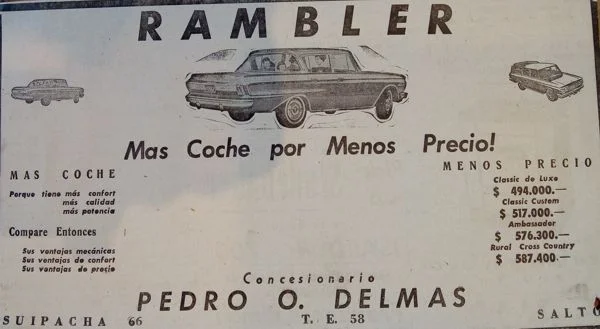 RAMBLER
Mas Coche por Menos Precio!
MAS COCHE
Porque tiene más confort
más calidad
más potencia
Compare Entonces
Sus ventajas mecánicas
Sus ventajas de confort
Sus ventajas de precio
MENOS PRECIO
Classic de Luxe
$ 494.000.—
Classic Custom
$ 517.000.—
Ambassador
$ 576.300.—
Rural Cross Country
$ 587.400.—
Concesionario
PEDRO O. DELMAS
SUIPACHA 66 T. E. 58 SALTO